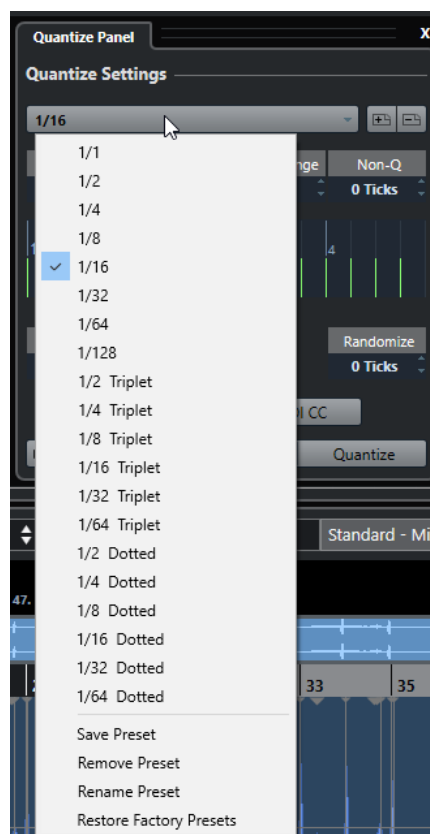 Quantize Panel
X
Quantize Settings
1/16
1/1
1/2
1/4
1/8
1/16
1/32
1/64
1/128
1/2 Triplet
1/4 Triplet
1/8 Triplet
1/16 Triplet
1/32 Triplet
1/64 Triplet
1/2 Dotted
1/4 Dotted
1/8 Dotted
1/16 Dotted
1/32 Dotted
1/64 Dotted
Save Preset
Remove Preset
Rename Preset
Restore Factory Presets
Non-Q
0 Ticks
4
Randomize
0 Ticks
CC
Quantize
Standard - Mi
47.
33
35